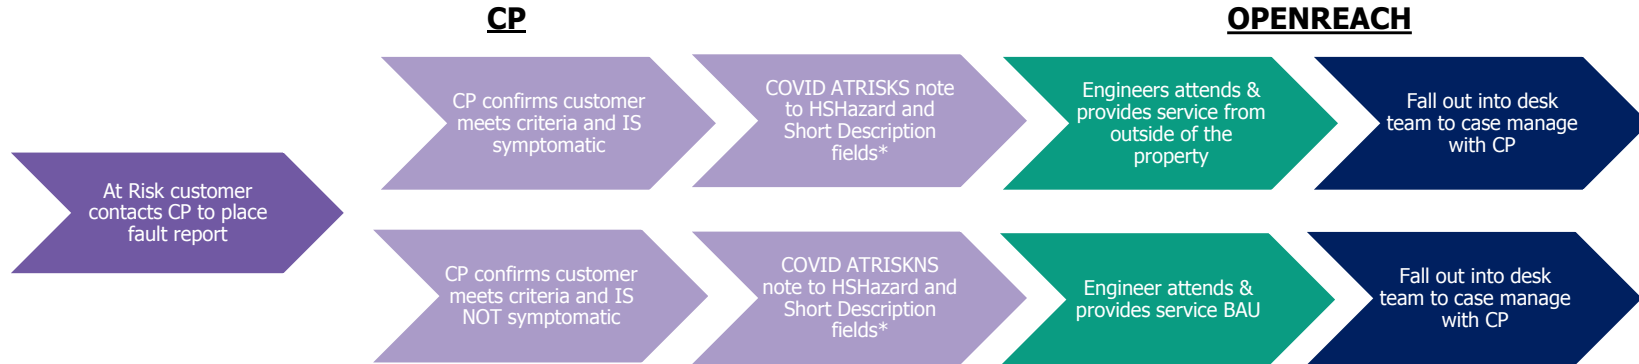 CP
OPENREACH
At Risk customer
contacts CP to place
fault report
CP confirms customer
meets criteria and IS
symptomatic
COVID ATRISKS note
to HSHazard and
Short Description
fields*
Engineers attends &
provides service from
outside of the
property
Fall out into desk
team to case manage
with CP
CP confirms customer
meets criteria and IS
NOT symptomatic
COVID ATRISKNS
note to HSHazard and
Short Description
fields*
Engineer attends &
provides service BAU
Fall out into desk
team to case manage
with CP